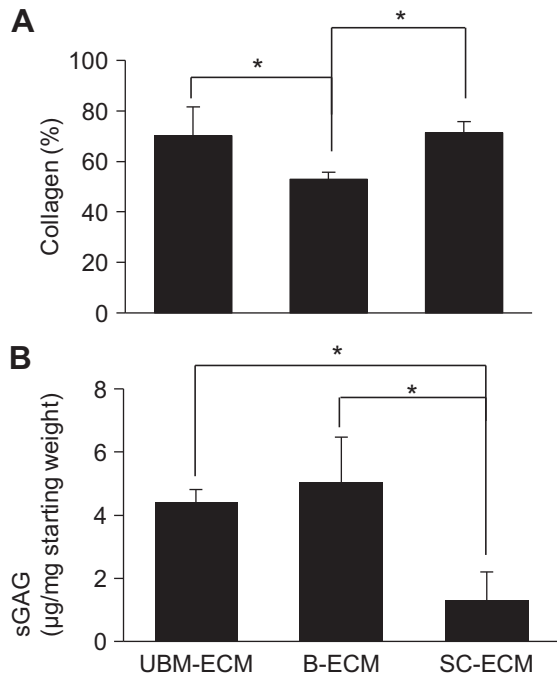 A
*
*
100
80
60
40
20
0
Collagen (%)
B
*
*
8
6
4
2
0
sGAG
(µg/mg starting weight)
UBM-ECM B-ECM SC-ECM